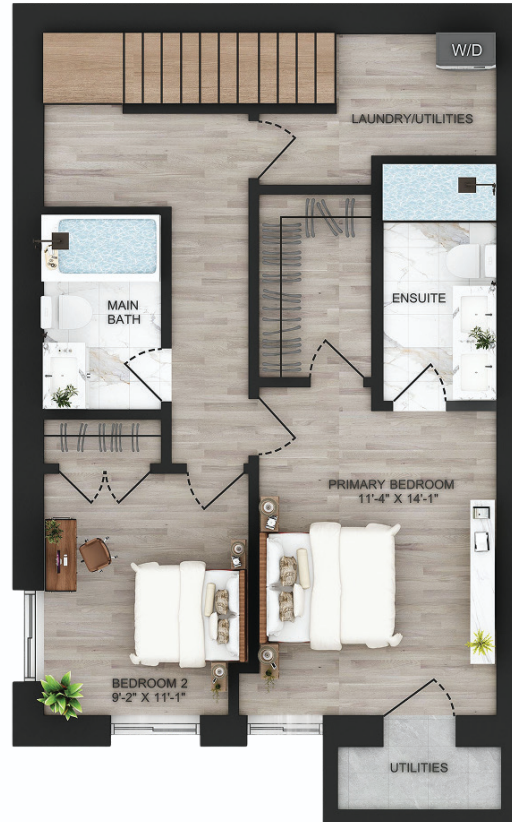 W/D
LAUNDRY/UTILITIES
ENSUITE
MAIN
BATH
PRIMARY BEDROOM
11'-4" X 14'-1"
BEDROOM 2
9'-2" X 11'-1"
UTILITIES